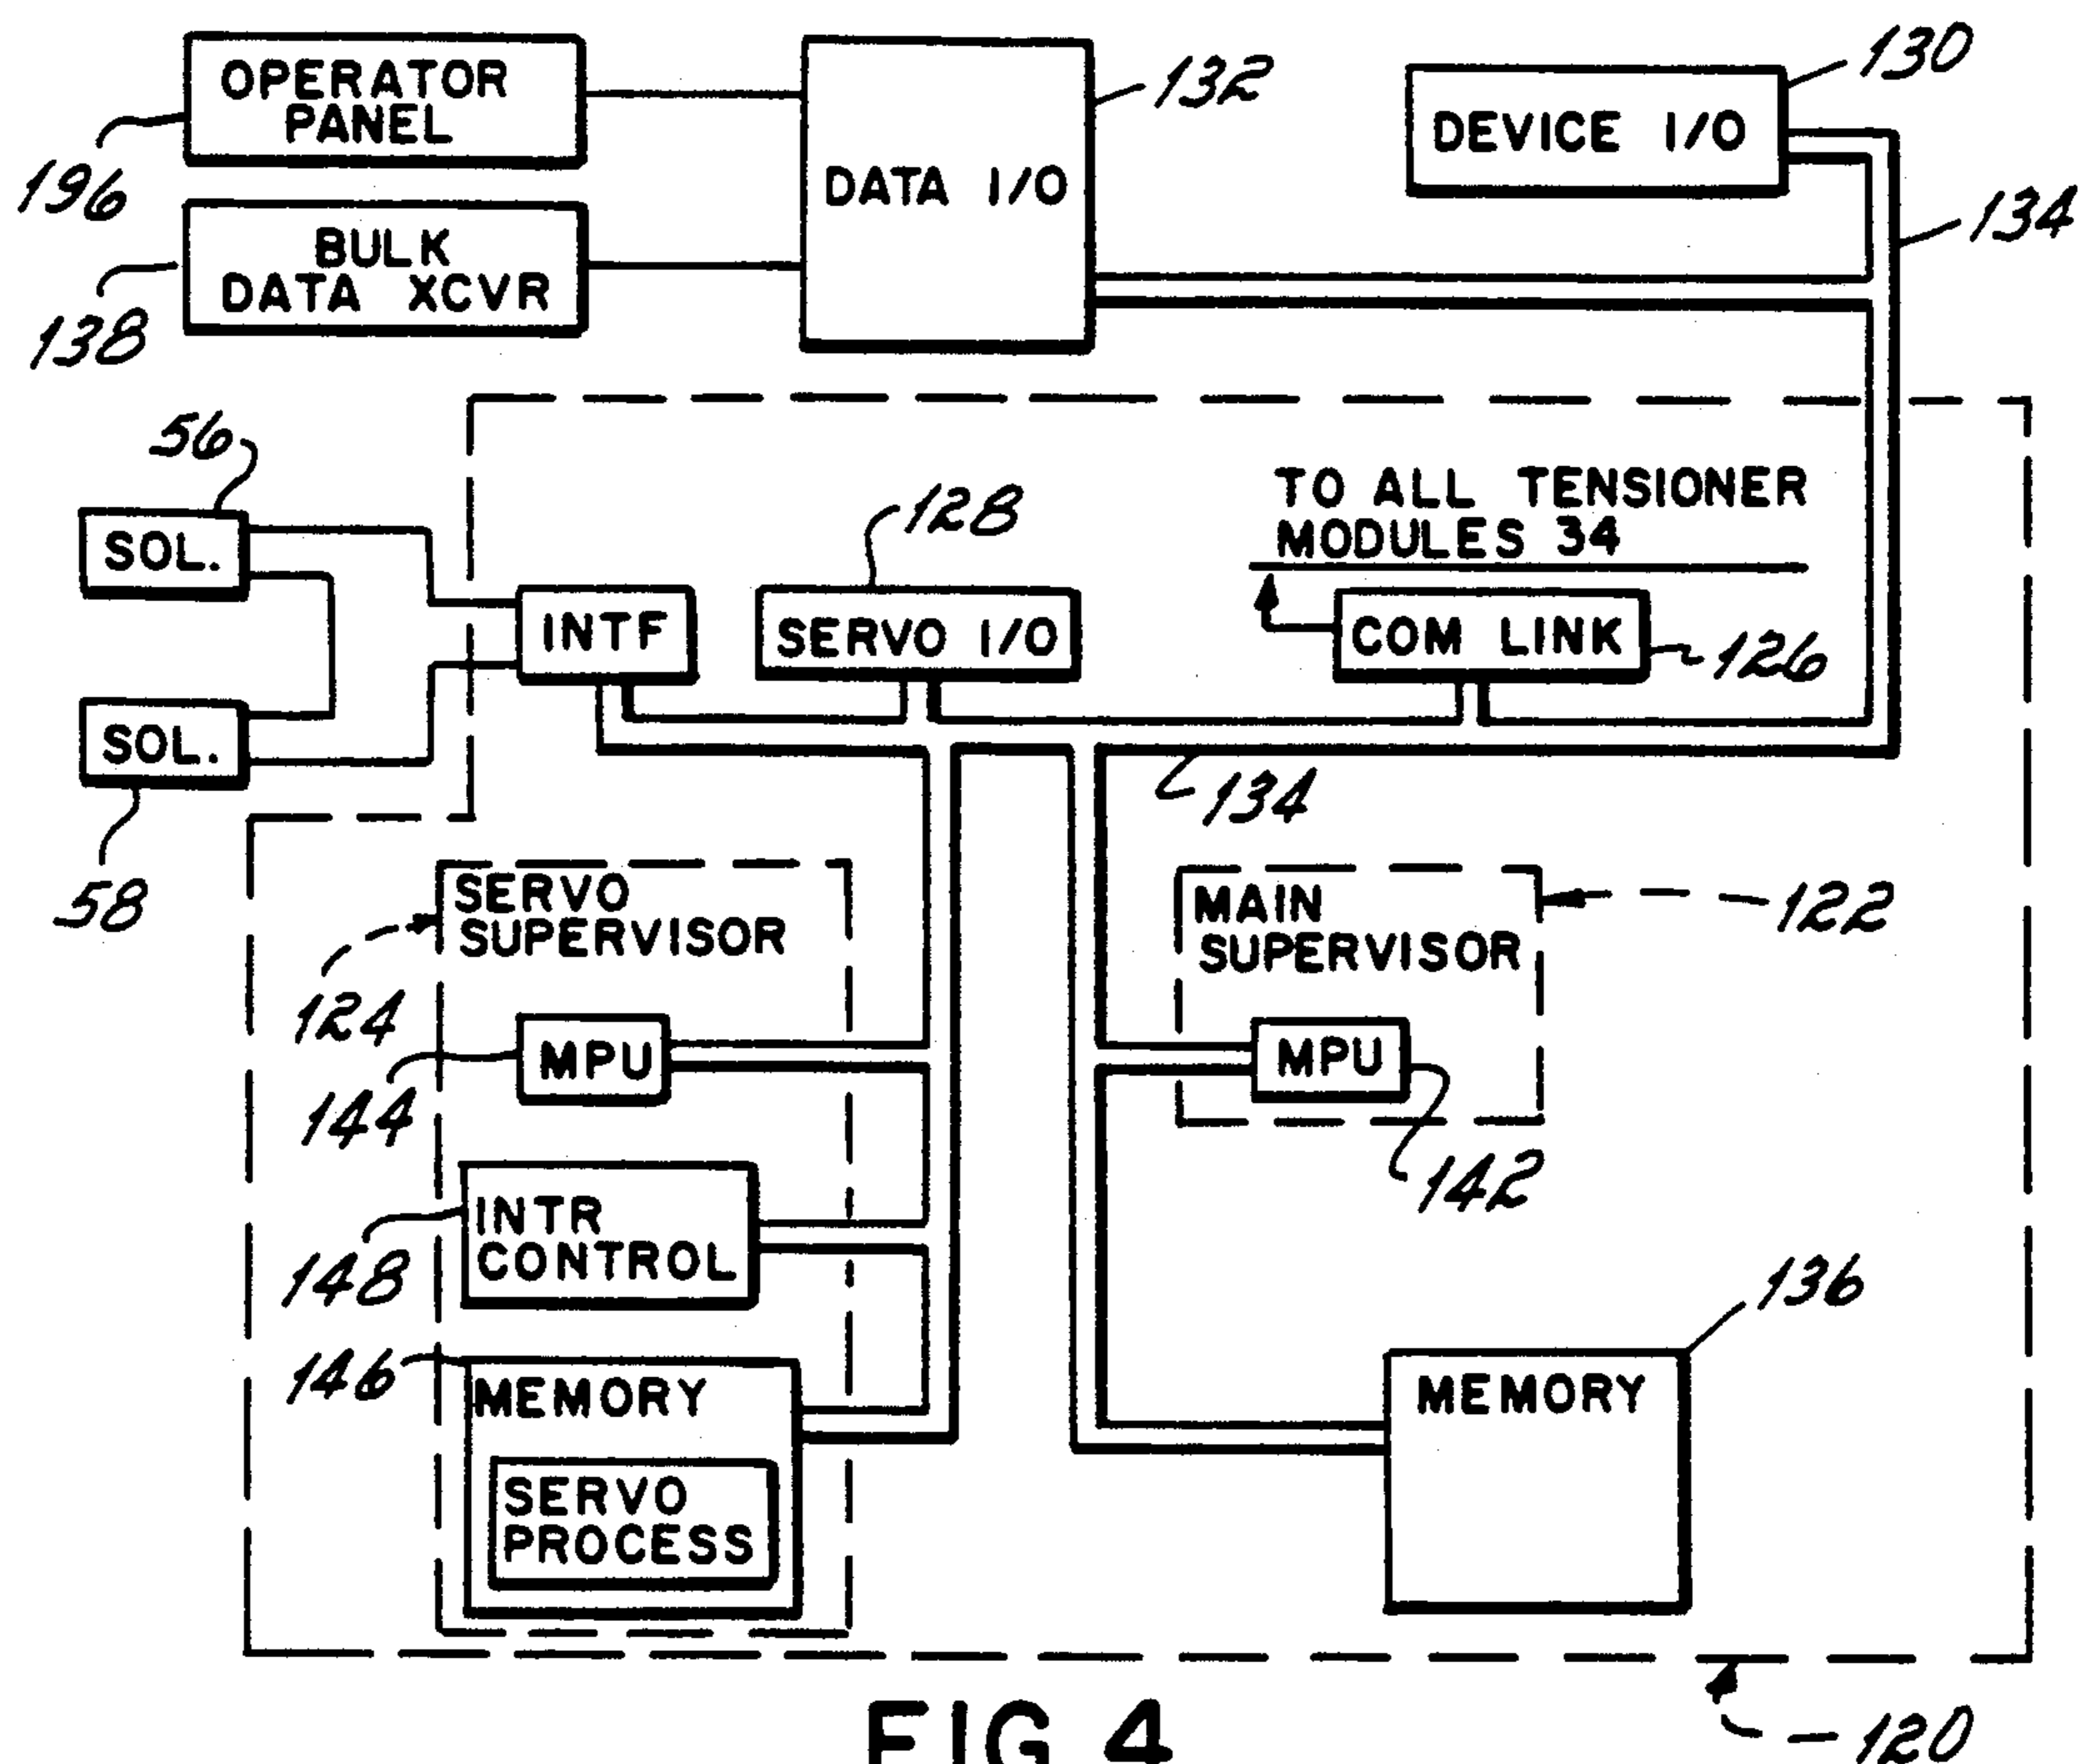 OPERATOR
PANEL
196
BULK
DATA XCVR
138
DATA I/O
132
DEVICE I/O
130
134
56
SOL.
SOL.
58
INTF
SERVO I/O
128
TO ALL TENSIONER
MODULES 34
COM LINK
126
134
SERVO
SUPERVISOR
124
MPU
144
INTR
CONTROL
148
146
MEMORY
SERVO
PROCESS
MAIN
SUPERVISOR
122
MPU
142
MEMORY
136
120
FIG 4